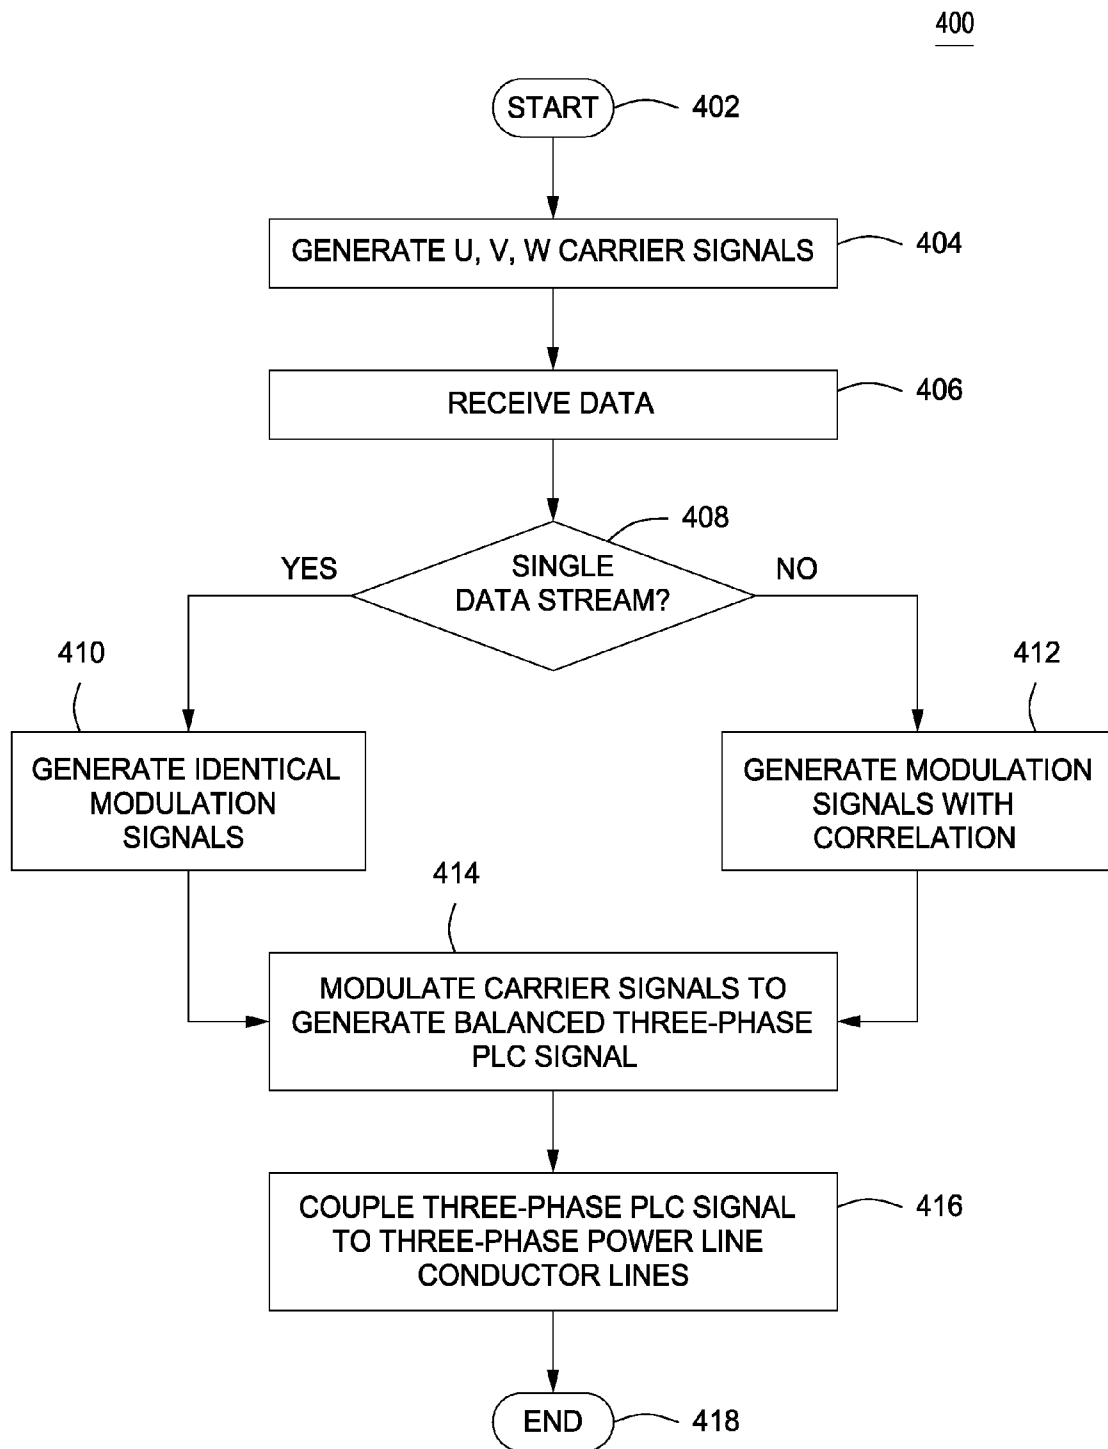 400
START
402
GENERATE U, V, W CARRIER SIGNALS
404
RECEIVE DATA
406
408
SINGLE
DATA STREAM?
YES
NO
410
412
GENERATE IDENTICAL
MODULATION
SIGNALS
GENERATE MODULATION
SIGNALS WITH
CORRELATION
414
MODULATE CARRIER SIGNALS TO
GENERATE BALANCED THREE-PHASE
PLC SIGNAL
COUPLE THREE-PHASE PLC SIGNAL
TO THREE-PHASE POWER LINE
CONDUCTOR LINES
416
END
418